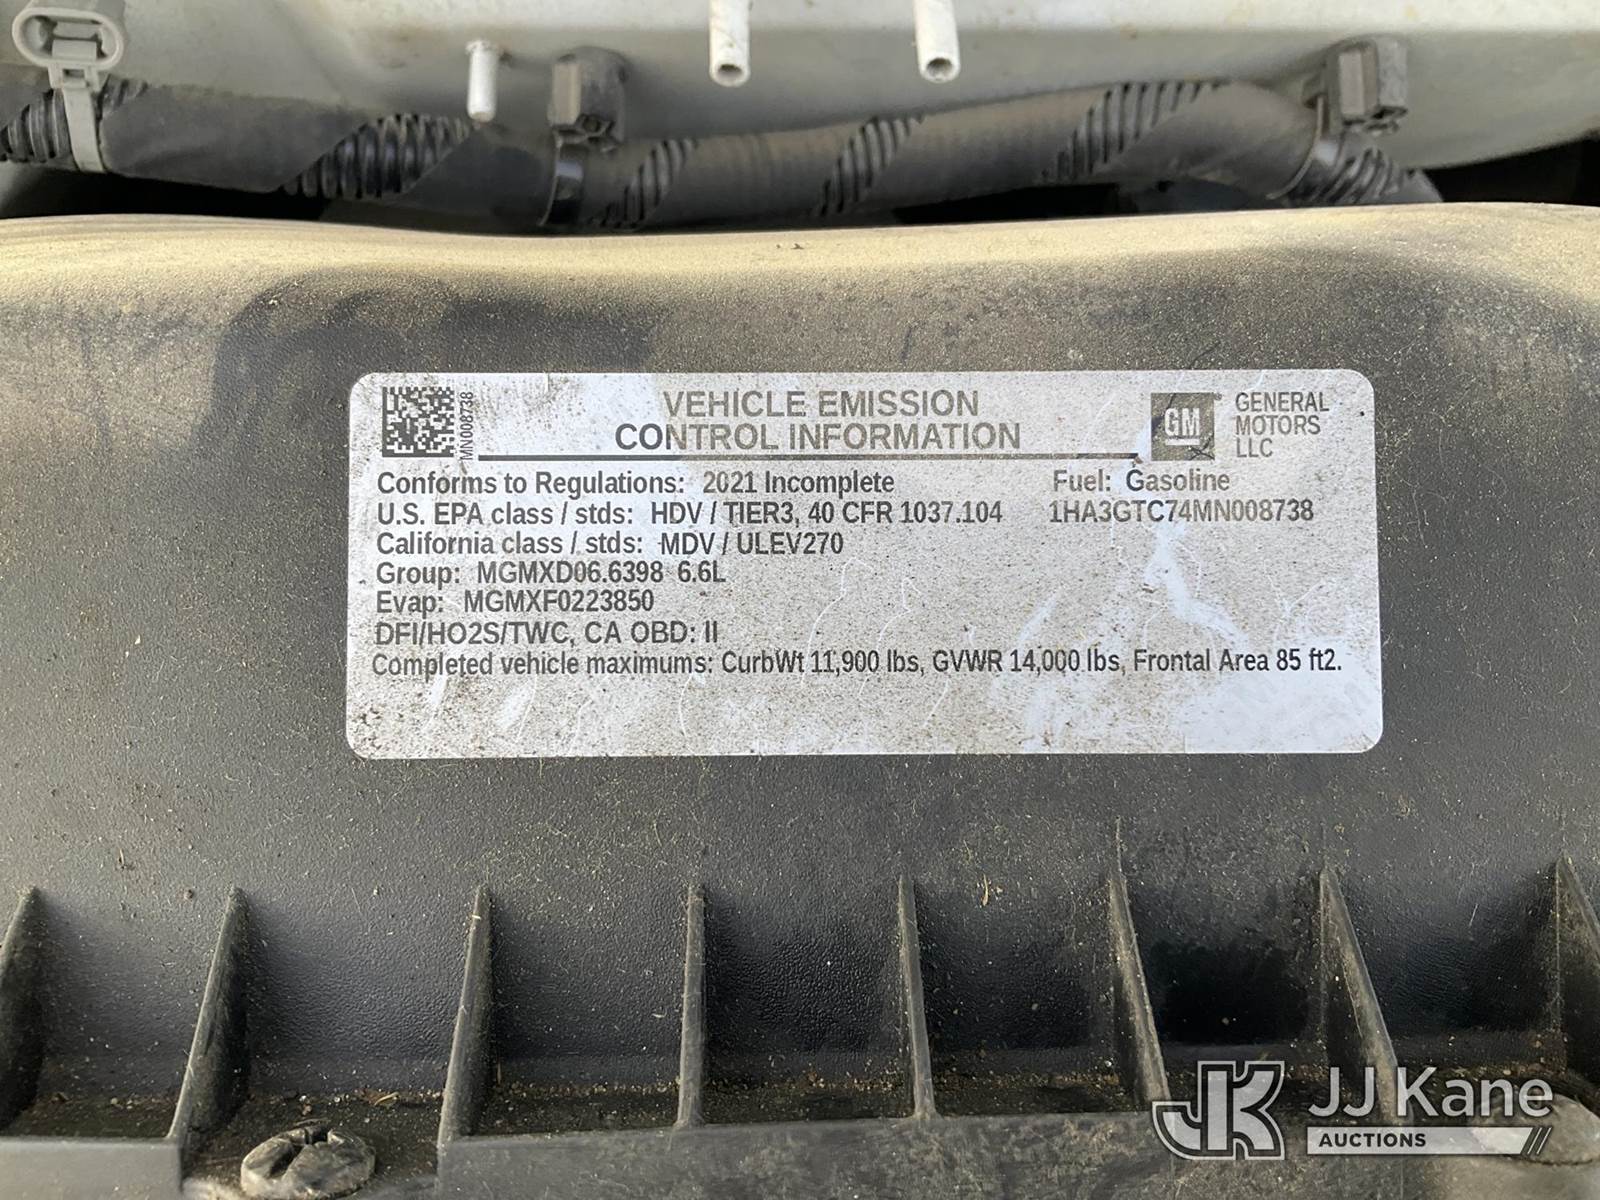 MN008738
VEHICLE EMISSION
CONTROL INFORMATION
GM
GENERAL
MOTORS
LLC
Conforms to Regulations: 2021 Incomplete Fuel: Gasoline
U.S. EPA class / stds: HDV / TIER3, 40 CFR 1037.104 1HA3GTC74MN008738
California class / stds: MDV / ULEV270
Group: MGMXD06.6398 6.6L
Evap: MGMXF0223850
DFI/HO2S/TWC, CA OBD: II
Completed vehicle maximums: CurbWt 11,900 lbs, GVWR 14,000 lbs, Frontal Area 85 ft2.
JK JJ Kane
AUCTIONS